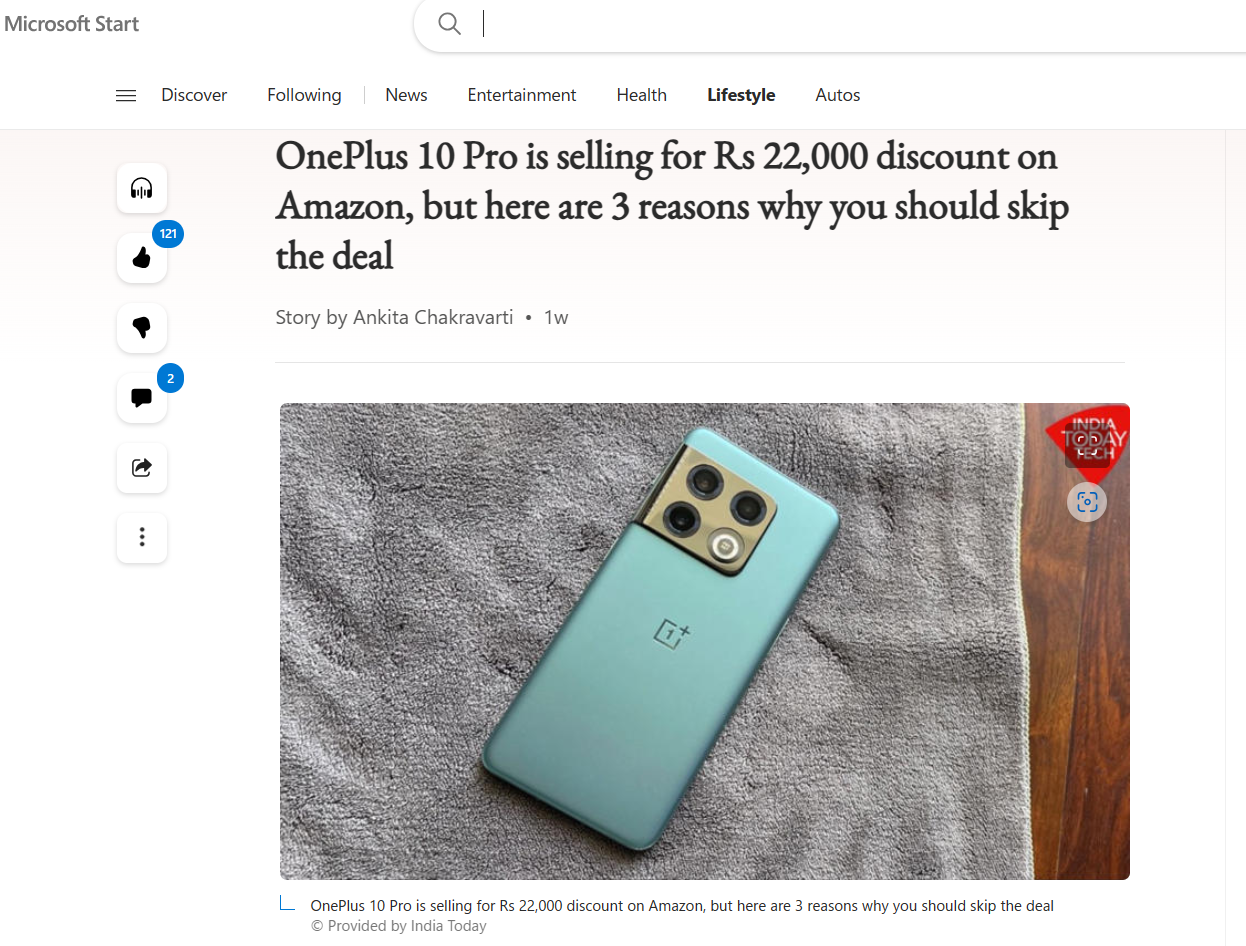 Microsoft Start
Discover
Following
News
Entertainment
Health
Lifestyle
Autos
OnePlus 10 Pro is selling for Rs 22,000 discount on
Amazon, but here are 3 reasons why you should skip
the deal
121
Story by Ankita Chakravarti • 1w
2
INDIA
TODAY
TECH
1+
OnePlus 10 Pro is selling for Rs 22,000 discount on Amazon, but here are 3 reasons why you should skip the deal
© Provided by India Today